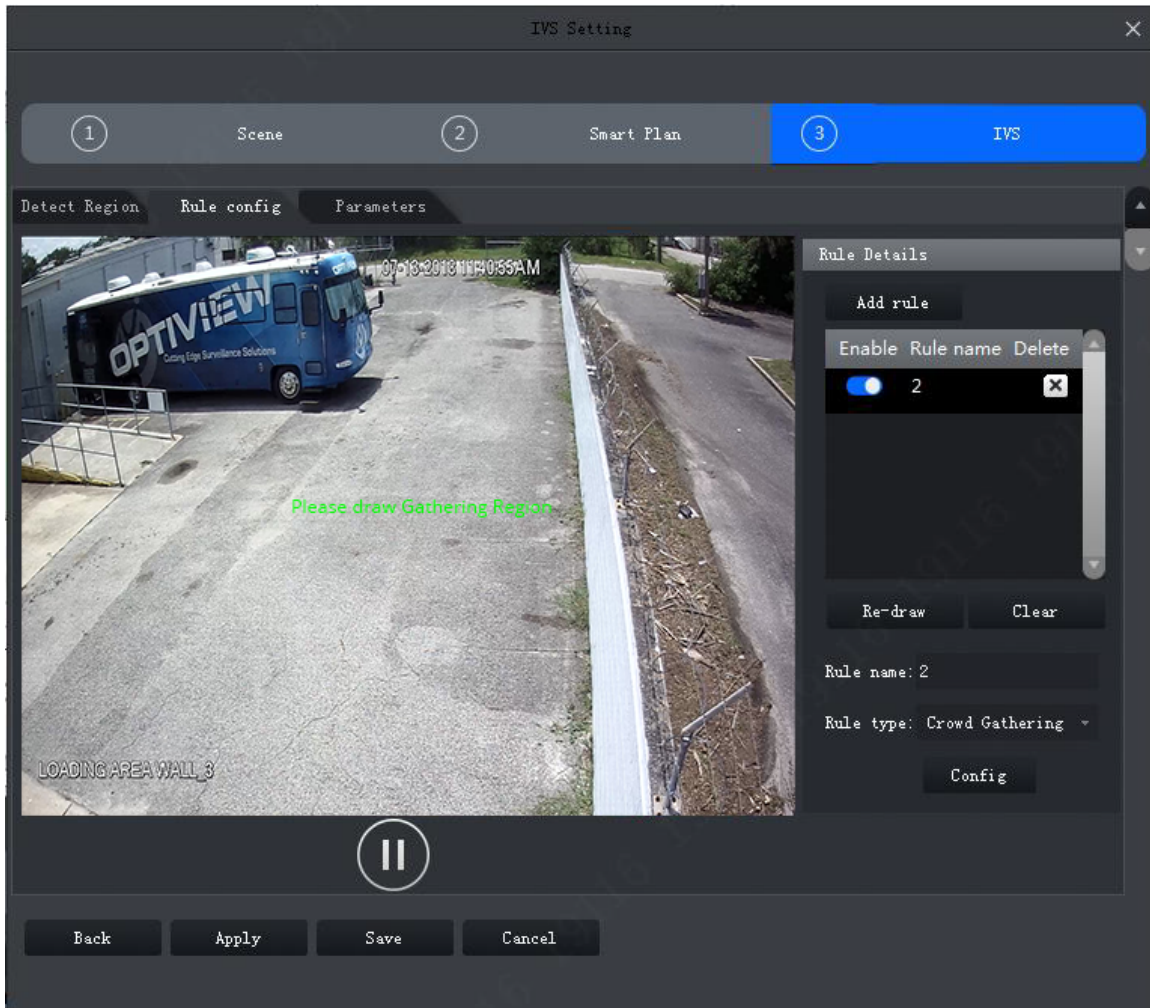 IVS Setting
1 Scene 2 Smart Plan 3 IVS
Detect Region Rule config Parameters
07-13-2018 11:40:55 AM
OPTIVIEW
Cutting Edge Surveillance Solutions
Please draw Gathering Region
LOADING AREA WALL_3
Rule Details
Add rule
Enable Rule name Delete
2
Re-draw Clear
Rule name: 2
Rule type: Crowd Gathering
Config
Back Apply Save Cancel